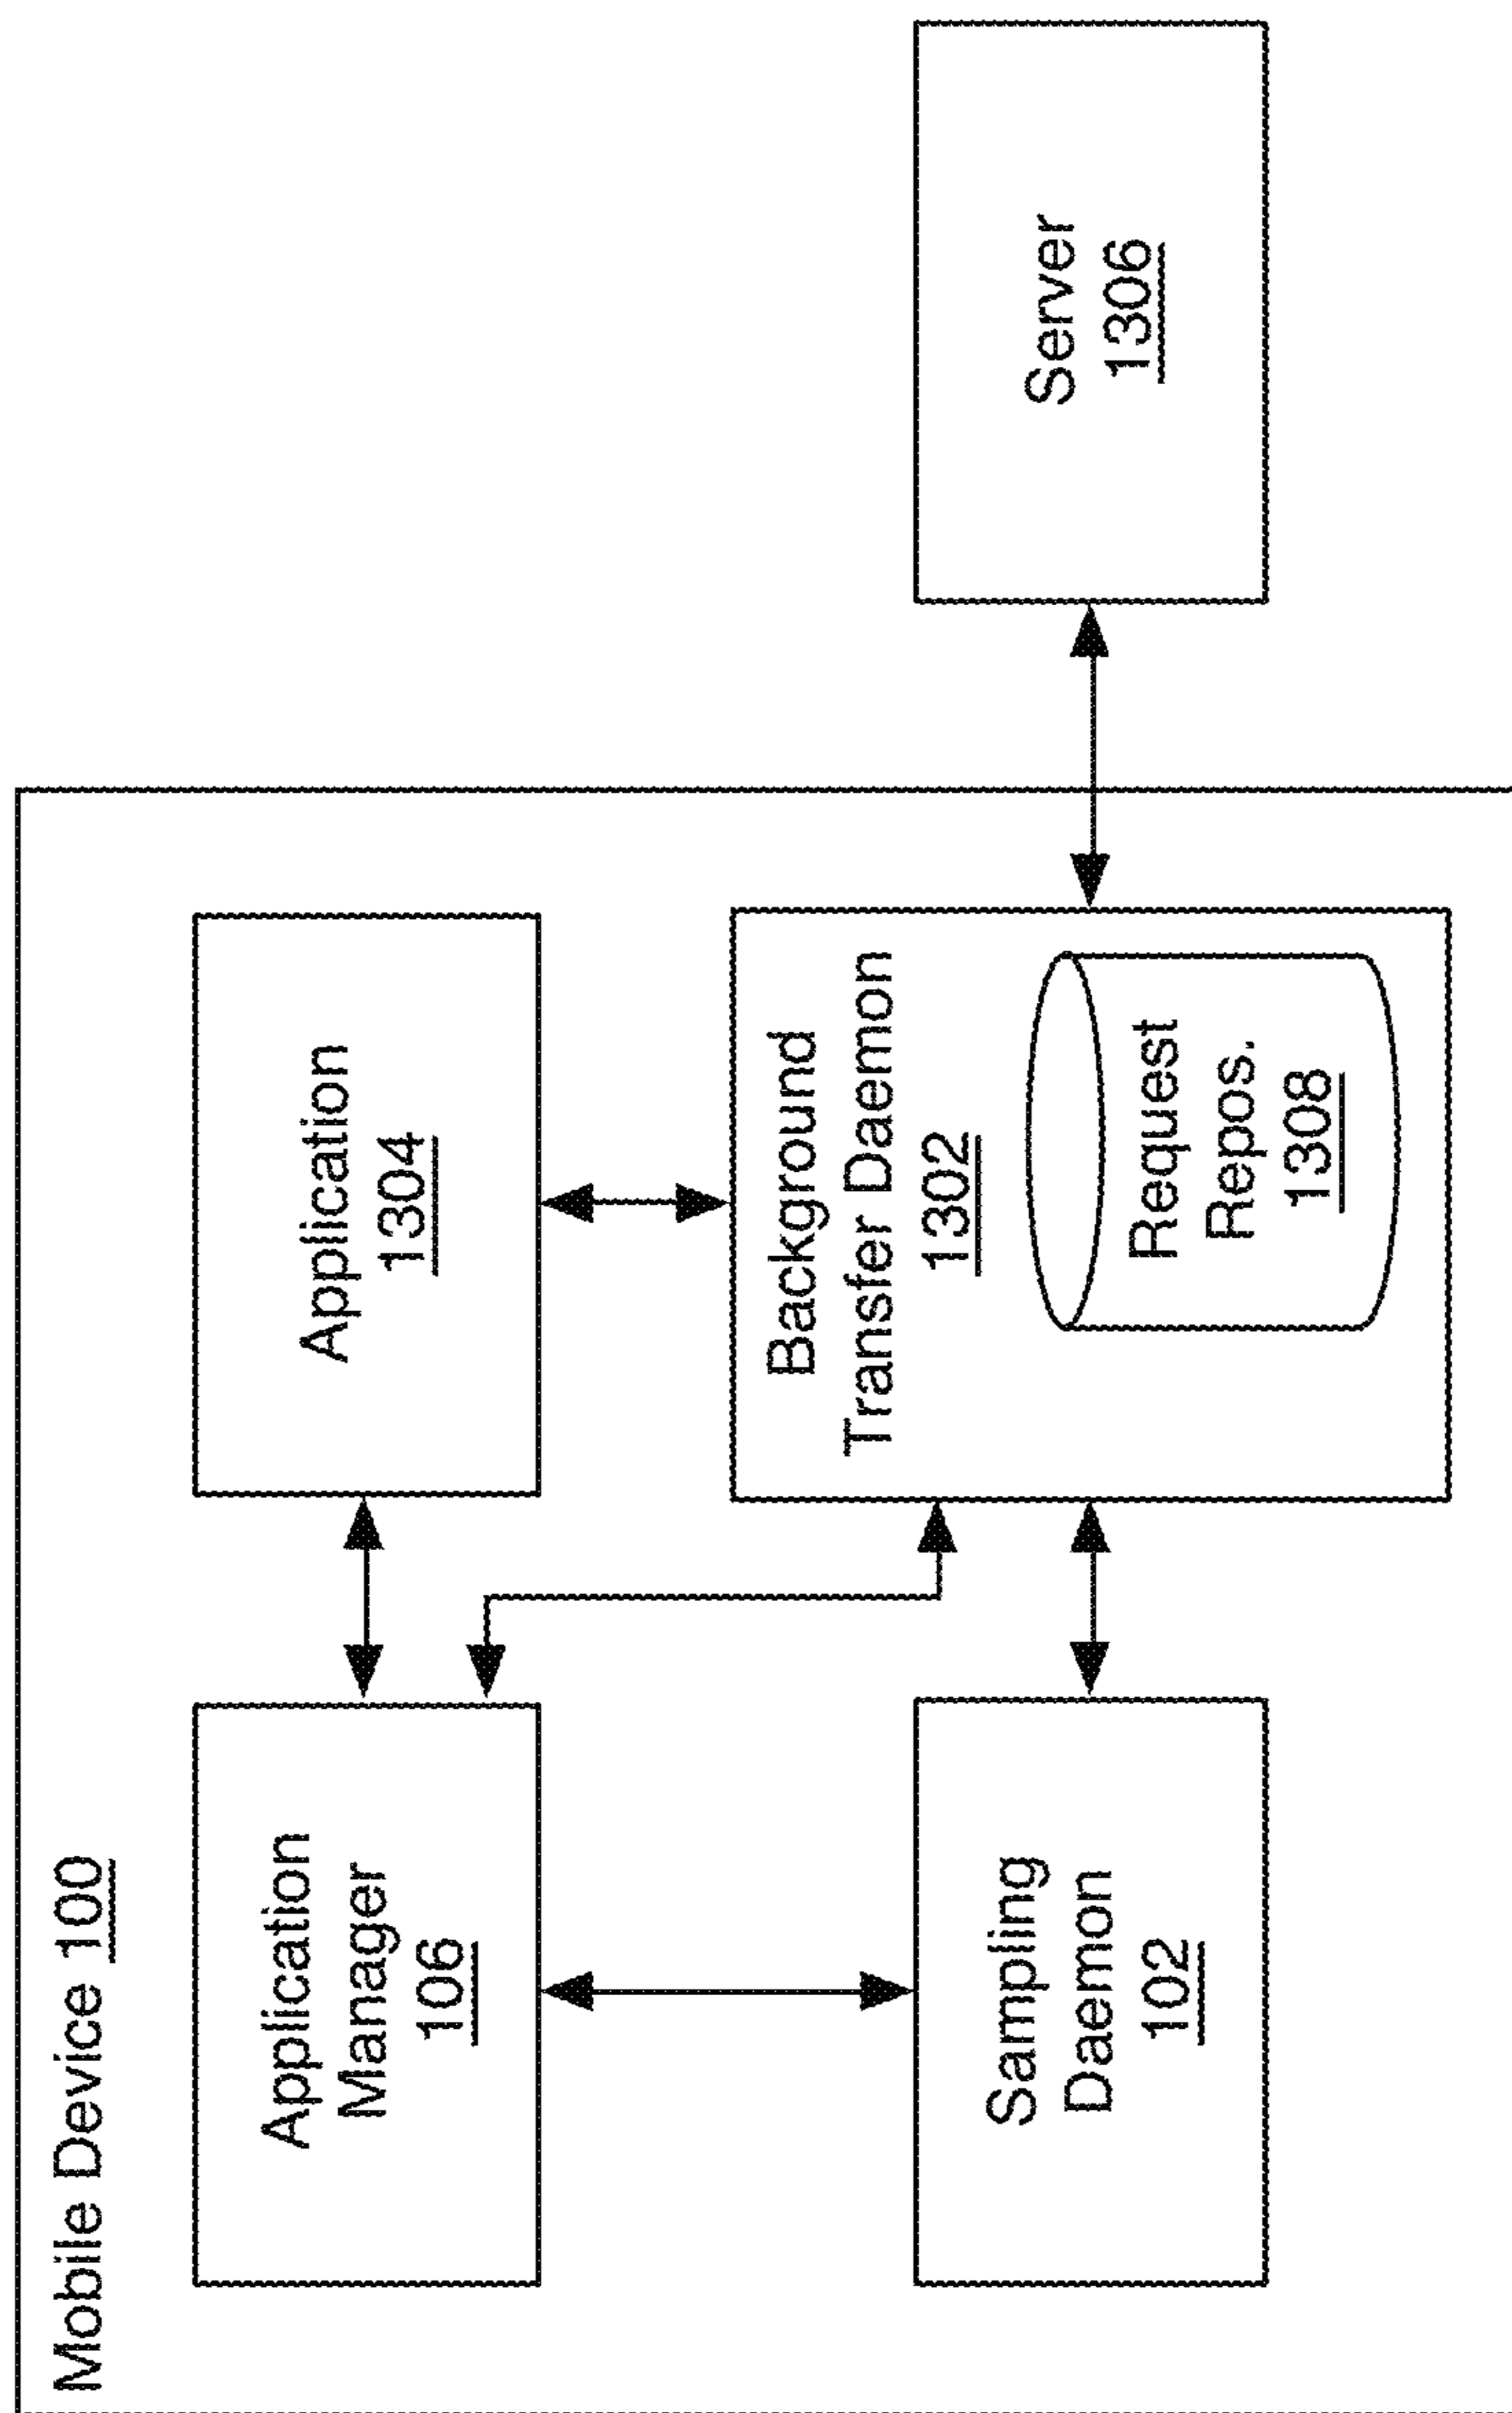 Mobile Device 100
Application
Manager
106
Application
1304
Sampling
Daemon
102
Background
Transfer Daemon
1302
Request
Repos.
1308
Server
1306